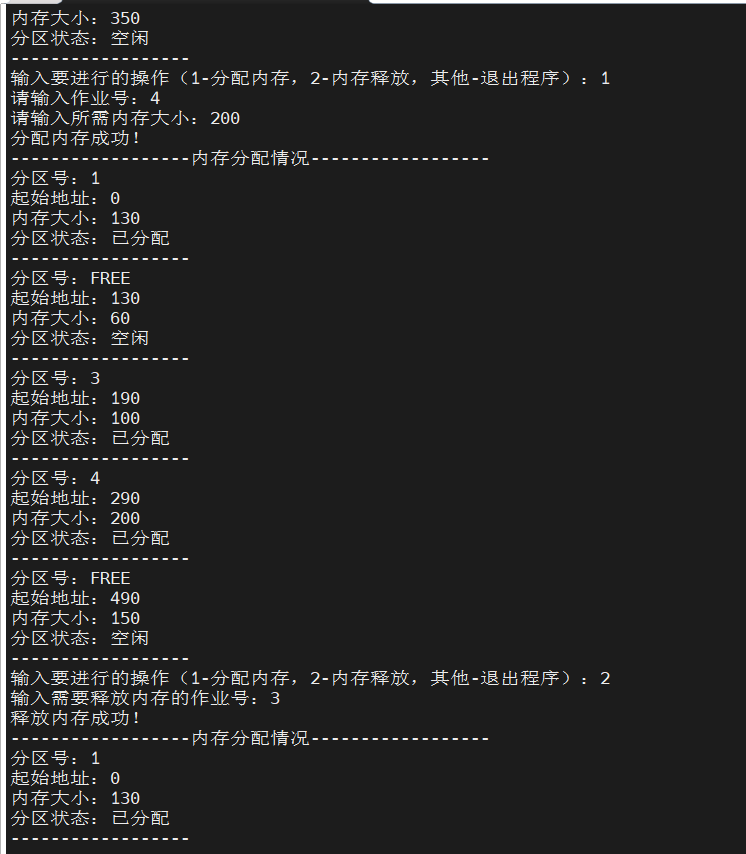 内存大小：350
分区状态：空闲
------------------
输入要进行的操作（1-分配内存，2-内存释放，其他-退出程序）：1
请输入作业号：4
请输入所需内存大小：200
分配内存成功！
------------------内存分配情况------------------
分区号：1
起始地址：0
内存大小：130
分区状态：已分配
------------------
分区号：FREE
起始地址：130
内存大小：60
分区状态：空闲
------------------
分区号：3
起始地址：190
内存大小：100
分区状态：已分配
------------------
分区号：4
起始地址：290
内存大小：200
分区状态：已分配
------------------
分区号：FREE
起始地址：490
内存大小：150
分区状态：空闲
------------------
输入要进行的操作（1-分配内存，2-内存释放，其他-退出程序）：2
输入需要释放内存的作业号：3
释放内存成功！
------------------内存分配情况------------------
分区号：1
起始地址：0
内存大小：130
分区状态：已分配
------------------